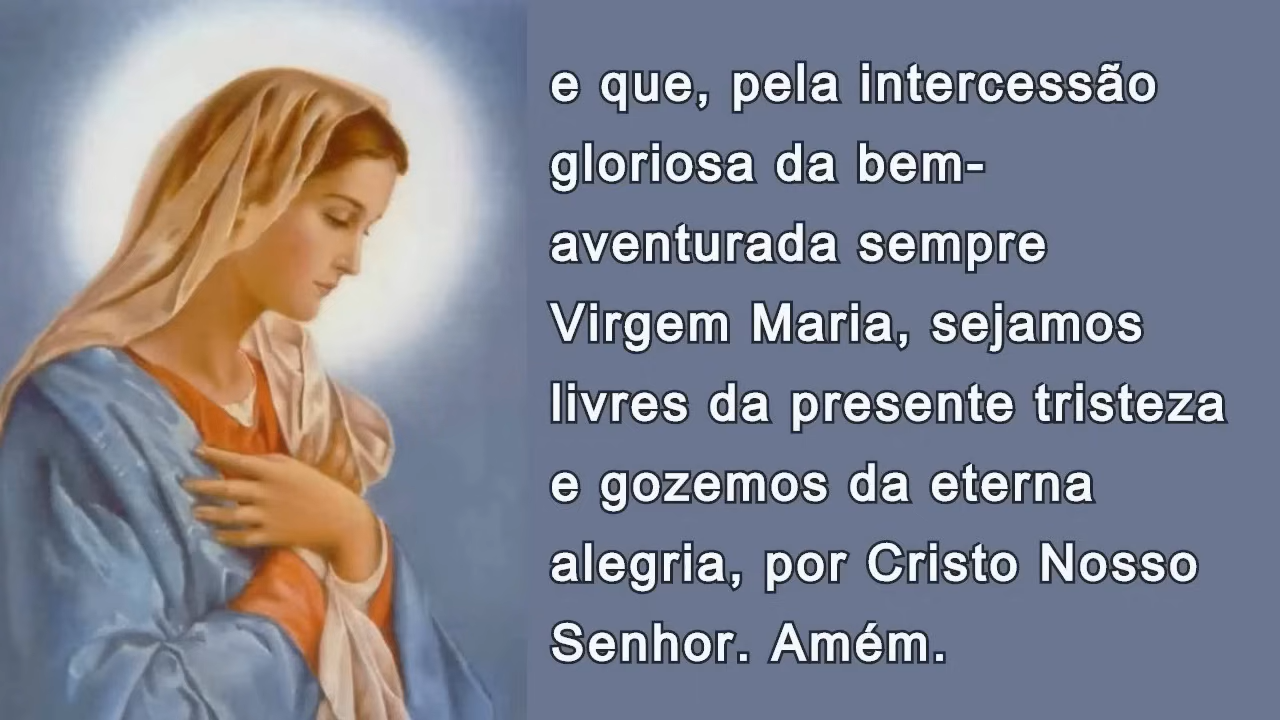 e que, pela intercessão
gloriosa da bem-
aventurada sempre
Virgem Maria, sejamos
livres da presente tristeza
e gozemos da eterna
alegria, por Cristo Nosso
Senhor. Amém.